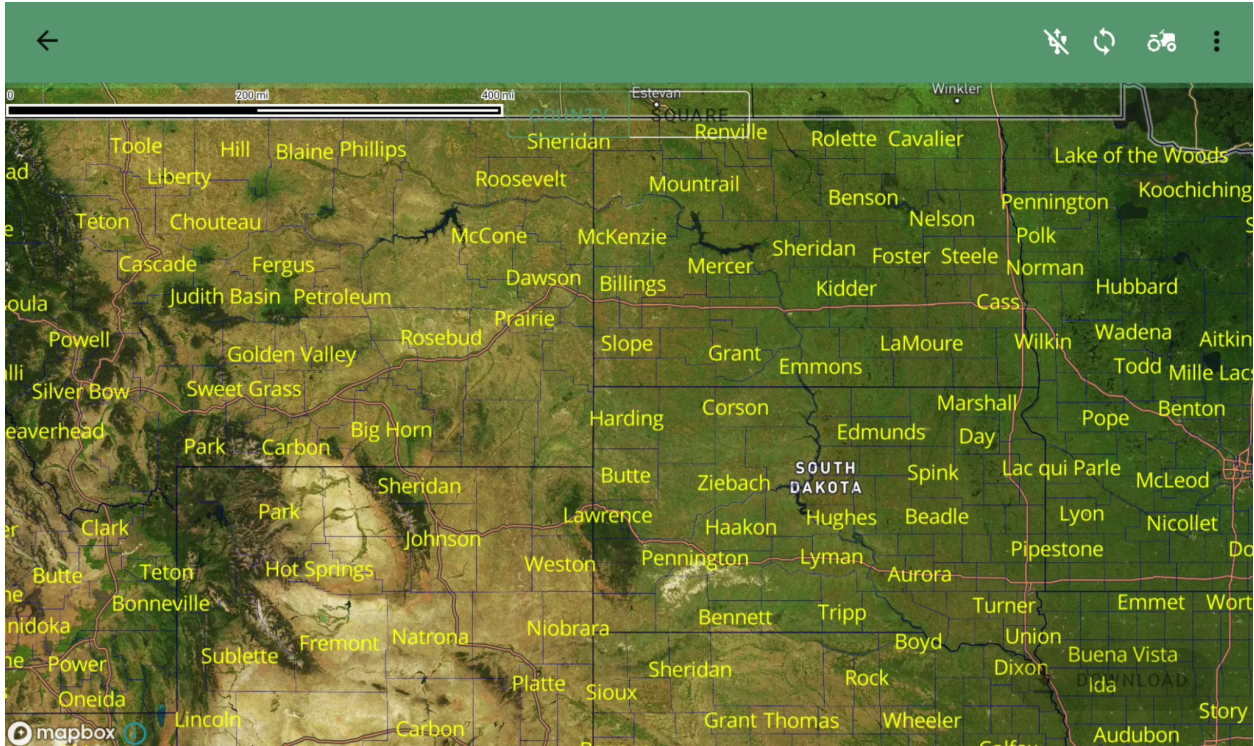 0 200 mi 400 mi
Estevan Winkler
COUNTY SQUARE
Toole Hill Blaine Phillips Sheridan Renville Rolette Cavalier
Lake of the Woods
ad Liberty Roosevelt Mountrail Koochiching
Benson Pennington
Teton Chouteau Nelson
McCone McKenzie Sheridan Polk
Cascade Fergus Mercer Foster Steele Norman
Dawson Billings Kidder Hubbard
soula Judith Basin Petroleum Cass
Prairie
Powell Rosebud Slope LaMoure Wilkin Wadena Aitkin
Golden Valley Grant
Emmons Todd Mille Lacs
alli
Silver Bow Sweet Grass
Corson Marshall Benton
Harding Pope
eaverhead Big Horn Edmunds Day
Park Carbon
SOUTH
DAKOTA
Butte Ziebach Spink Lac qui Parle McLeod
Sheridan
Park Lawrence Hughes Beadle Lyon
Clark Haakon Nicollet
Johnson
Weston Pennington Lyman Pipestone Do
Butte Teton Hot Springs Aurora
Bonneville Turner Emmet Wort
Bennett Tripp
nidoka Niobrara
Fremont Natrona Boyd Union
Power Sublette Sheridan Dixon Buena Vista
Rock
Platte Sioux DOWNLOAD
Ida
Oneida
Lincoln Grant Thomas Wheeler Story
Carbon Audubon
mapbox